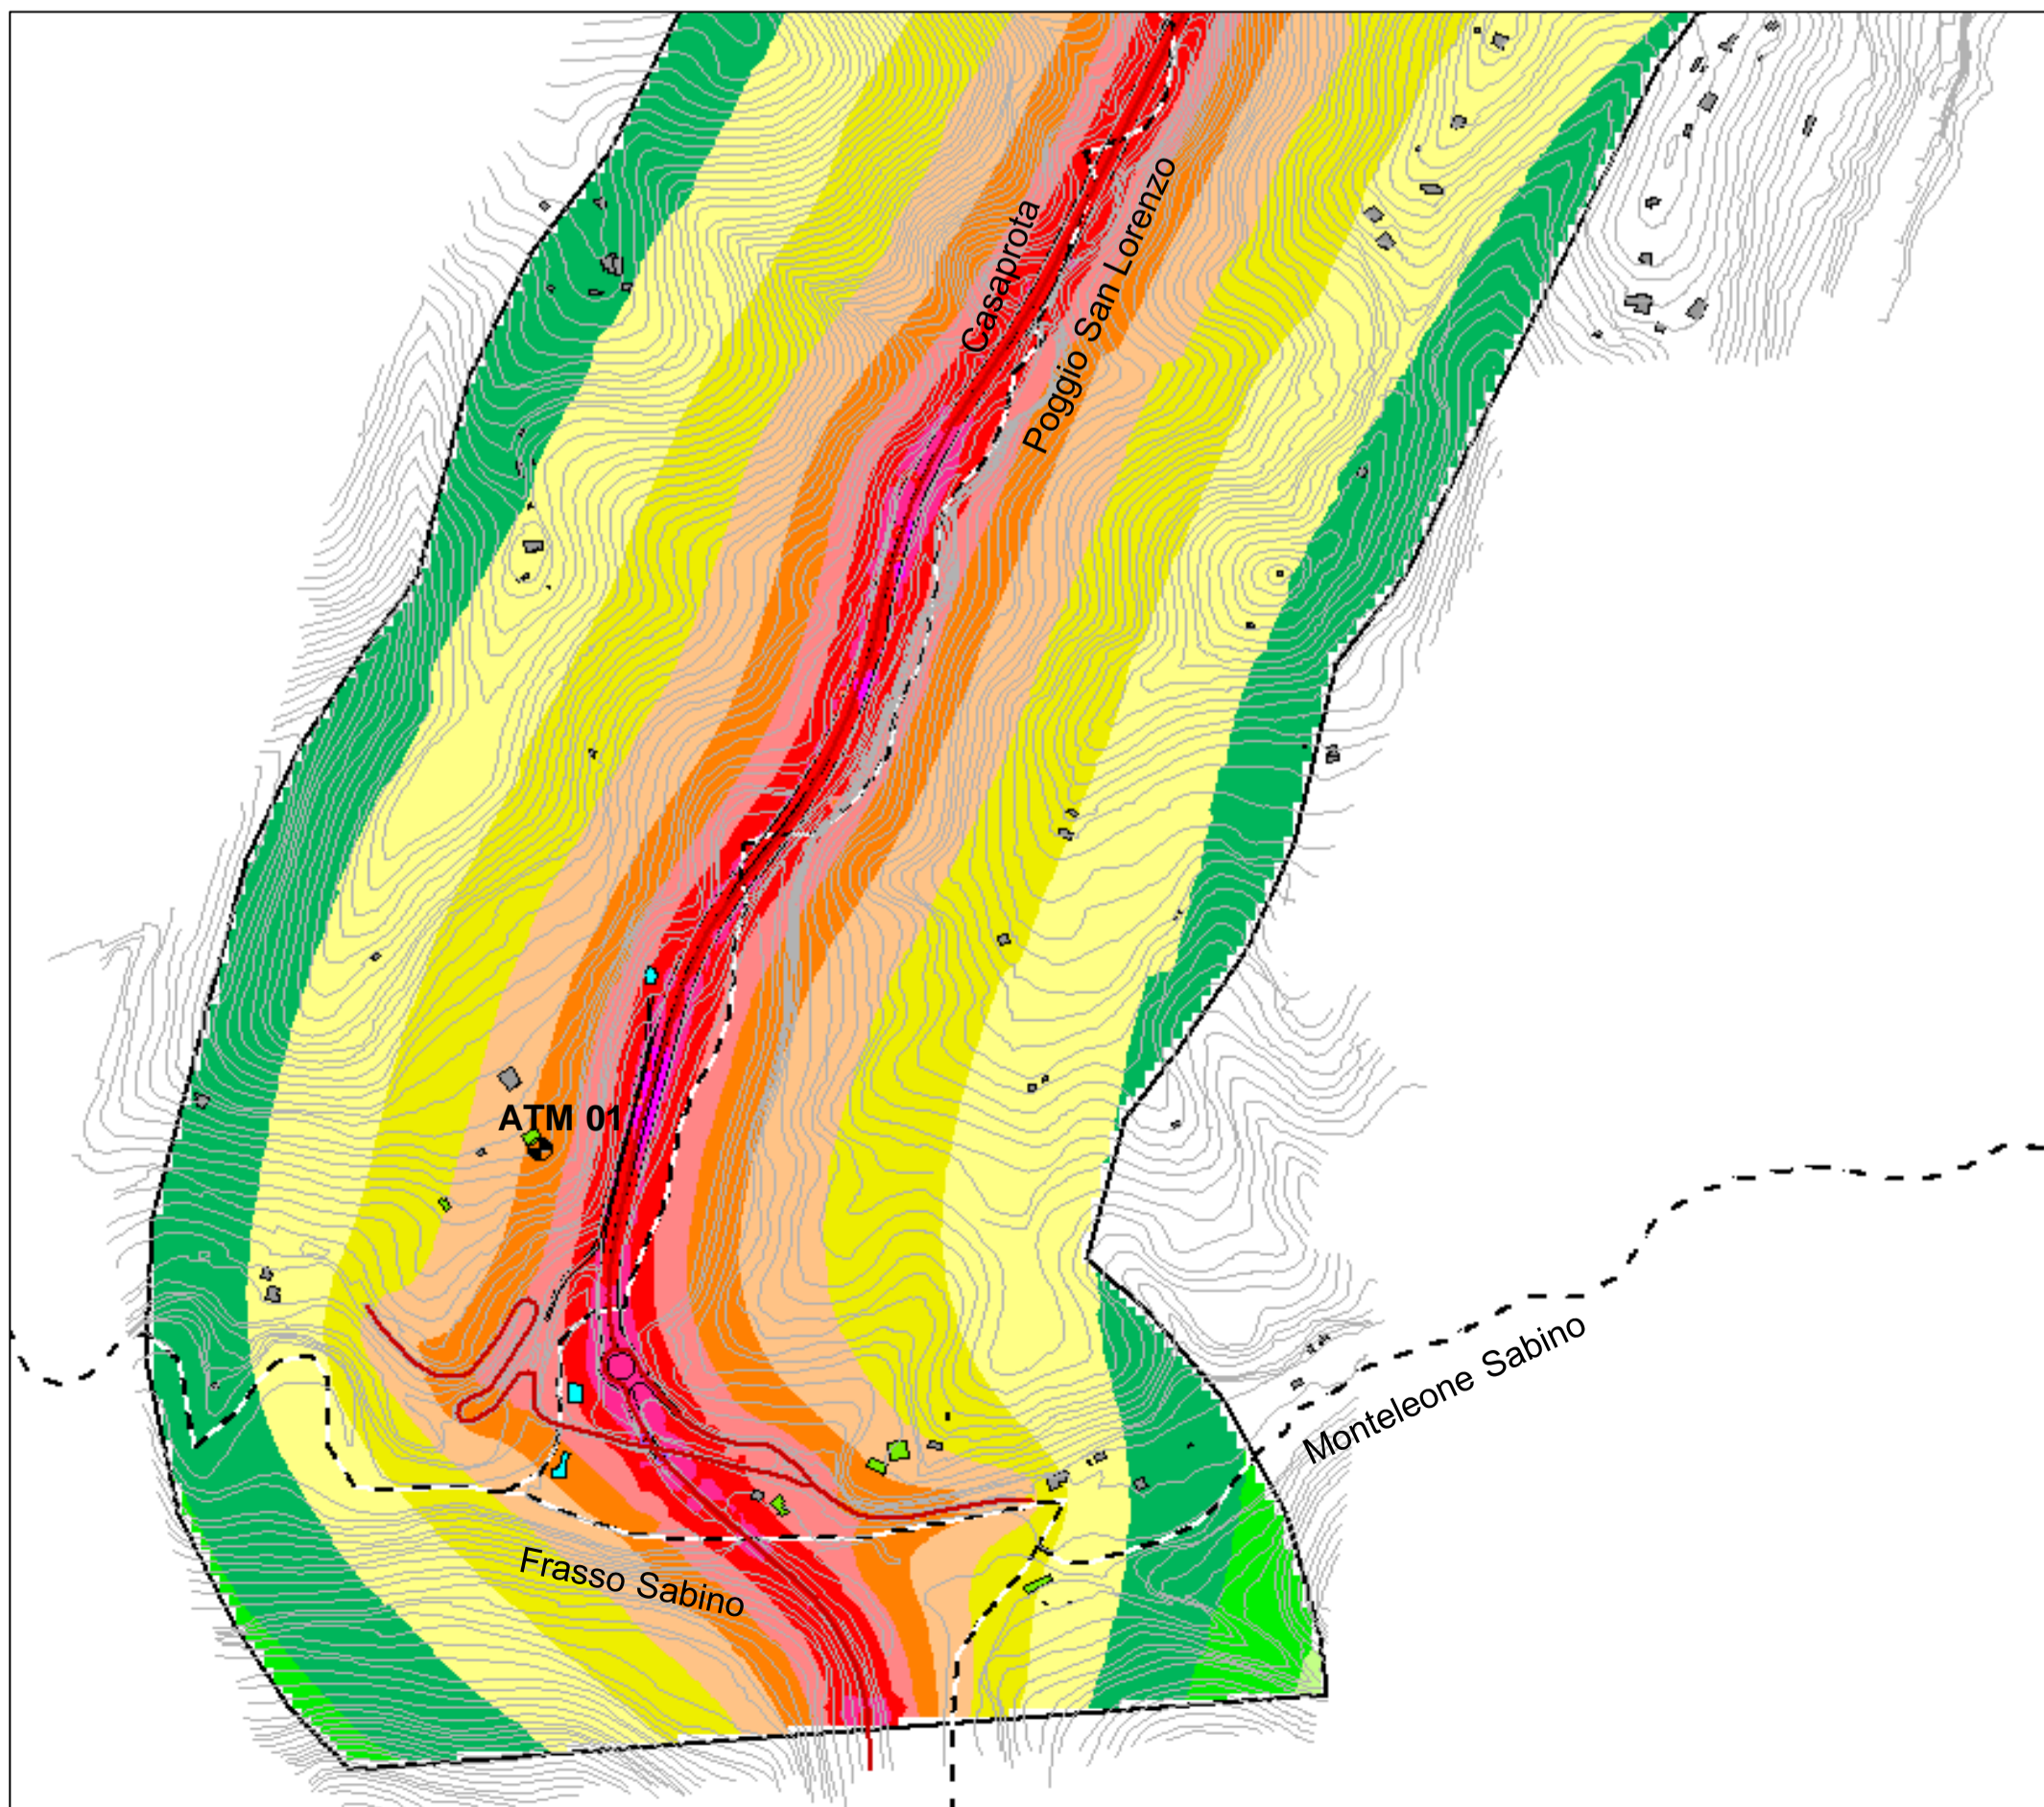 Casaprota
Poggio San Lorenzo
ATM 01
Monteleone Sabino
Frasso Sabino